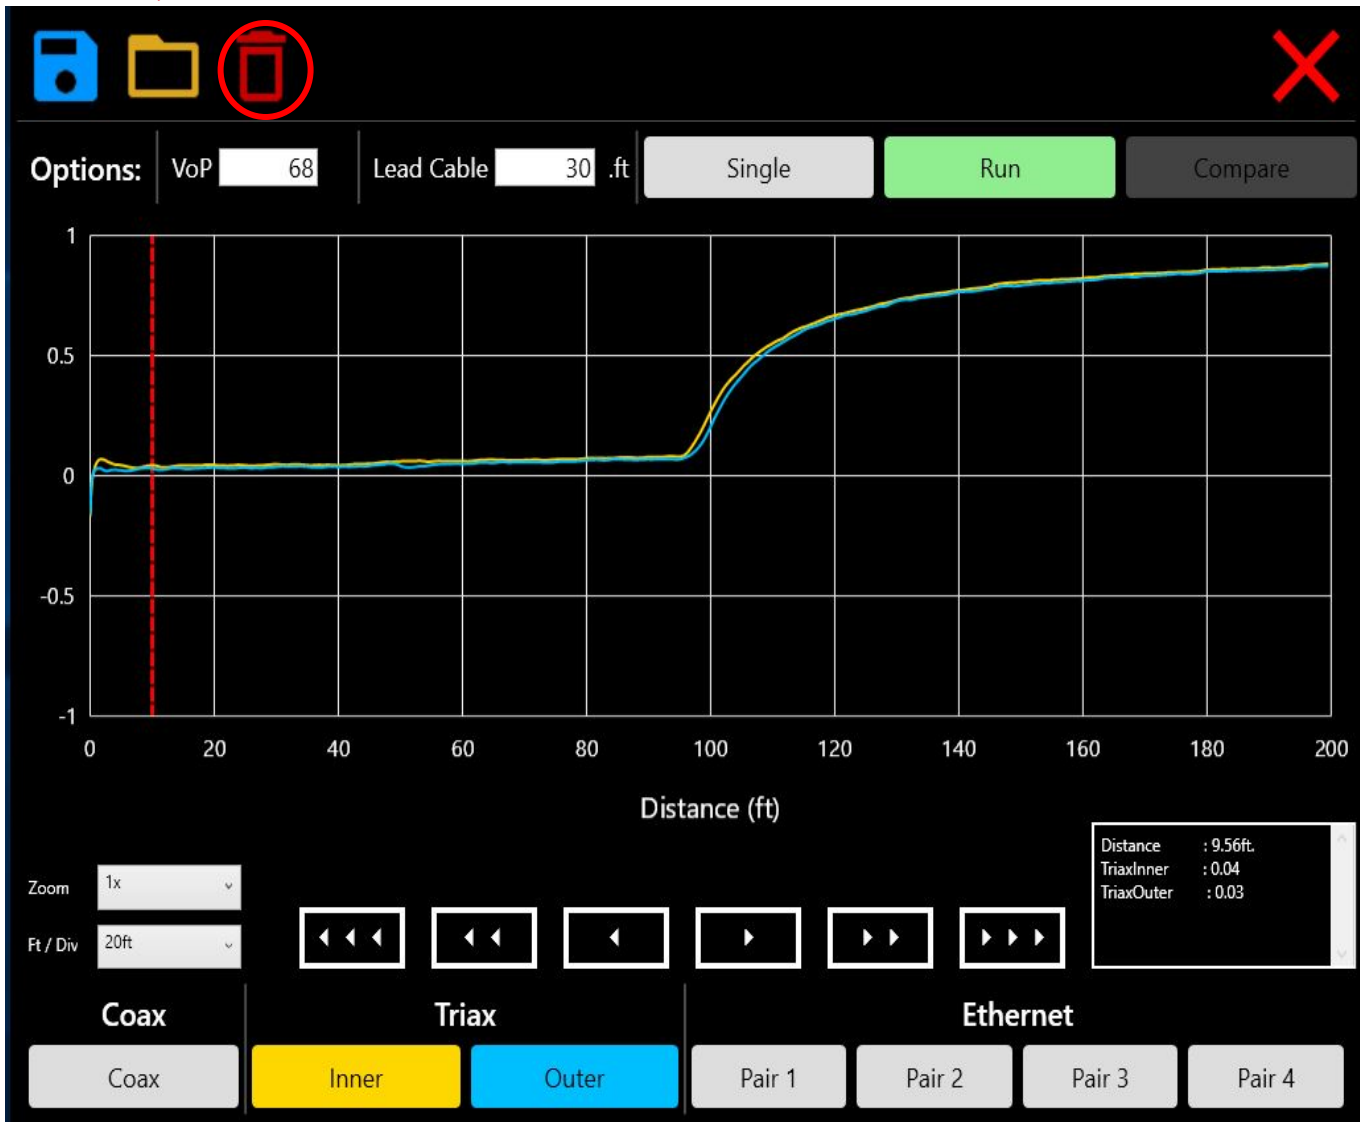 Options: VoP 68 Lead Cable 30 .ft Single Run Compare
1
0.5
0
-0.5
-1
0 20 40 60 80 100 120 140 160 180 200
Distance (ft)
Distance : 9.56ft.
TriaxInner : 0.04
TriaxOuter : 0.03
Zoom 1x
Ft / Div 20ft
Coax Triax Ethernet
Coax Inner Outer Pair 1 Pair 2 Pair 3 Pair 4